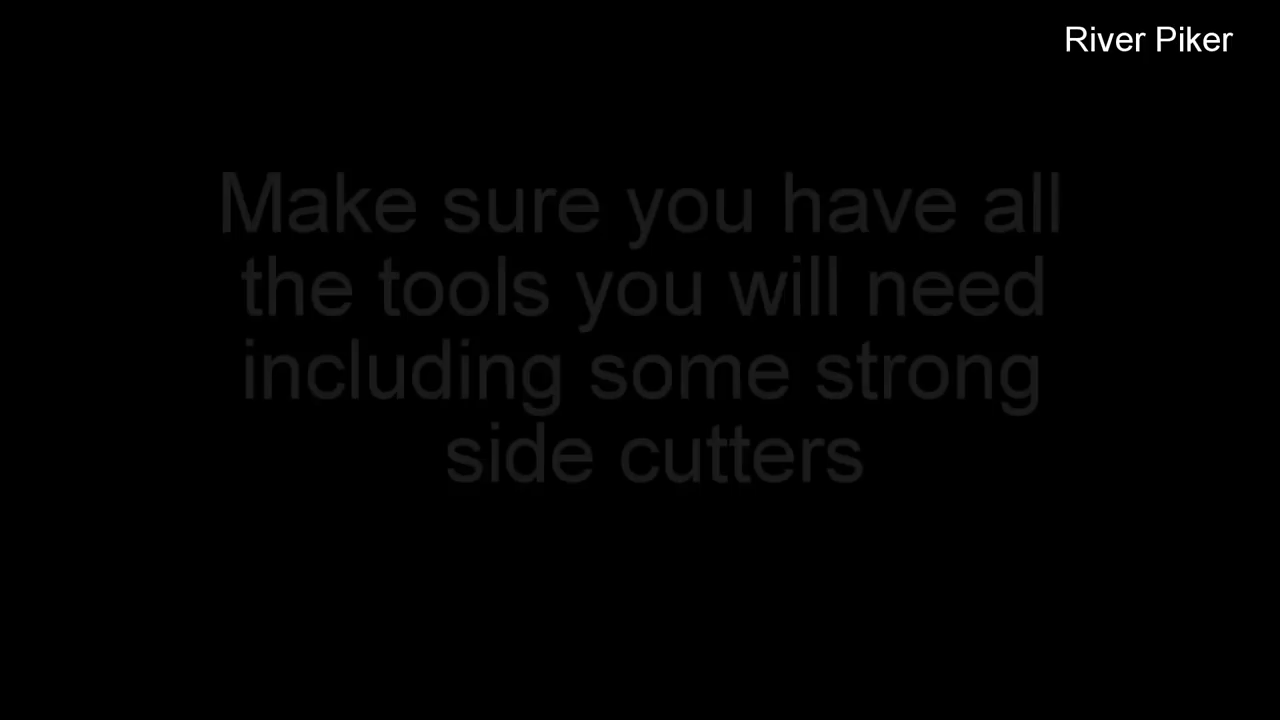 River Piker
Make sure you have all
the tools you will need
including some strong
side cutters